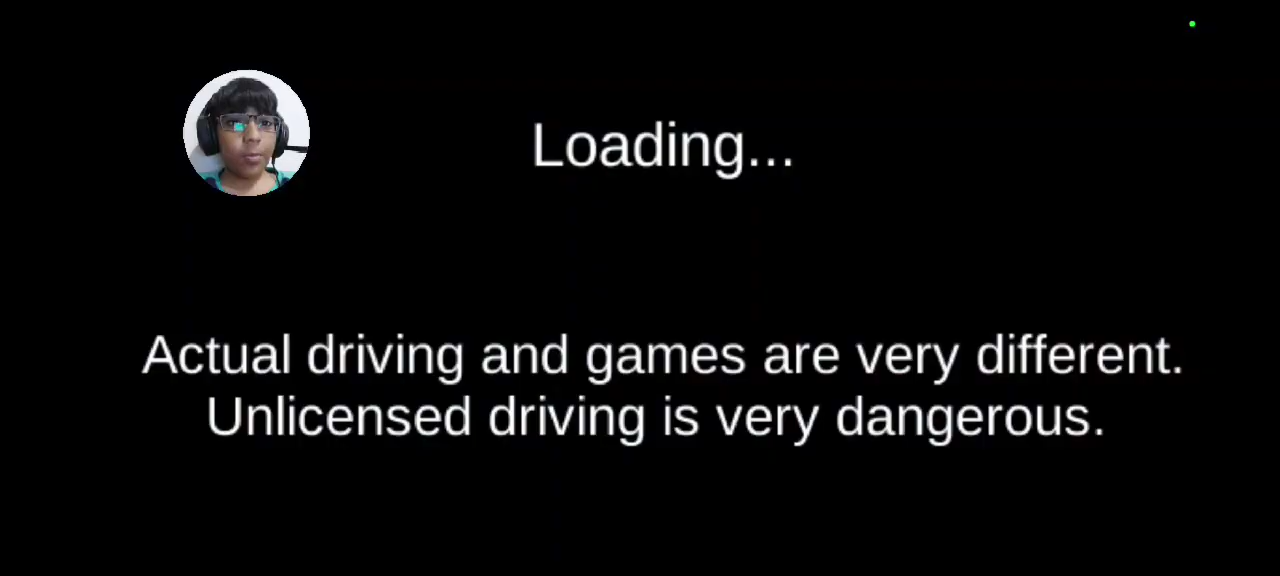 Loading...
Actual driving and games are very different.
Unlicensed driving is very dangerous.